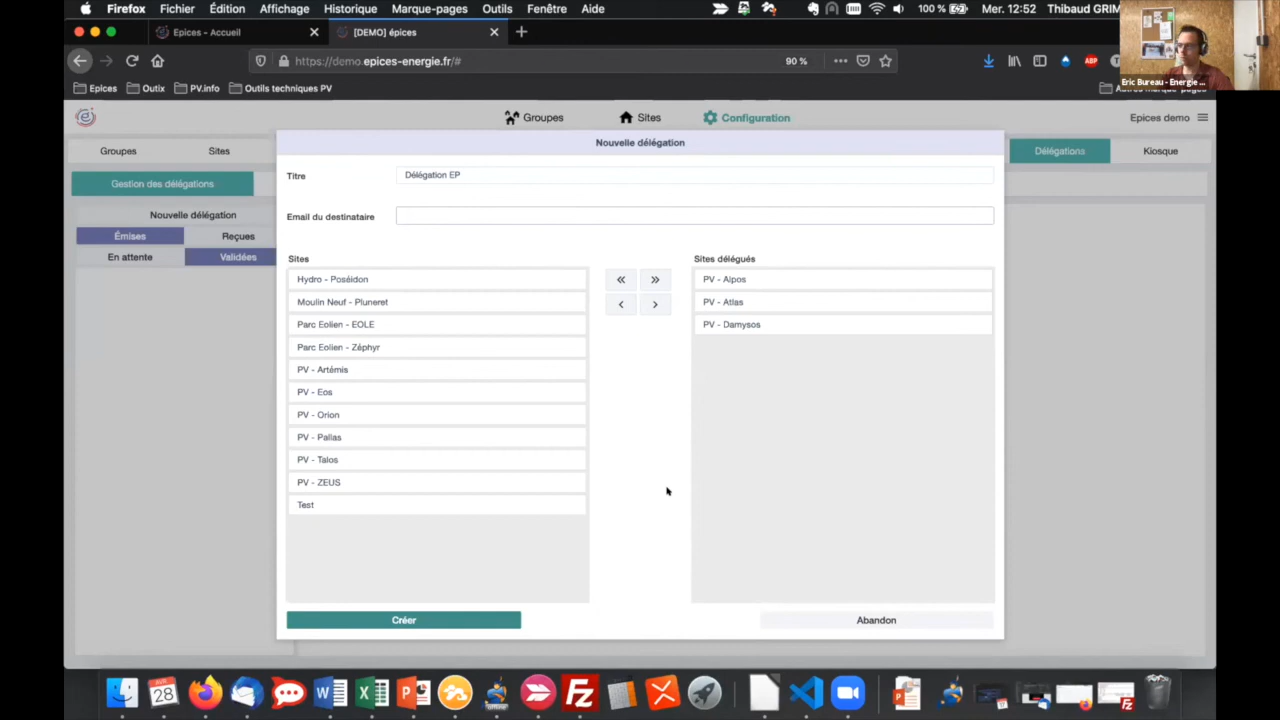 Firefox Fichier Édition Affichage Historique Marque-pages Outils Fenêtre Aide 100 % Mer. 12:52 Thibaud GRIM
Epices - Accueil
[DEMO] épices
https://demo.epices-energie.fr/#
90 %
ABP
Eric Bureau - Energie ...
Epices Outix PV.info Outils techniques PV
Autres marque-pages
Groupes Sites Configuration Epices demo
Groupes Sites Délégations Kiosque
Gestion des délégations
Nouvelle délégation
Émises Reçues
En attente Validées
Nouvelle délégation
Titre Délégation EP
Email du destinataire
Sites
Hydro - Poséidon
Moulin Neuf - Pluneret
Parc Eolien - EOLE
Parc Eolien - Zéphyr
PV - Artémis
PV - Eos
PV - Orion
PV - Pallas
PV - Talos
PV - ZEUS
Test
« »
‹ ›
Sites délégués
PV - Alpos
PV - Atlas
PV - Damysos
Créer Abandon
28